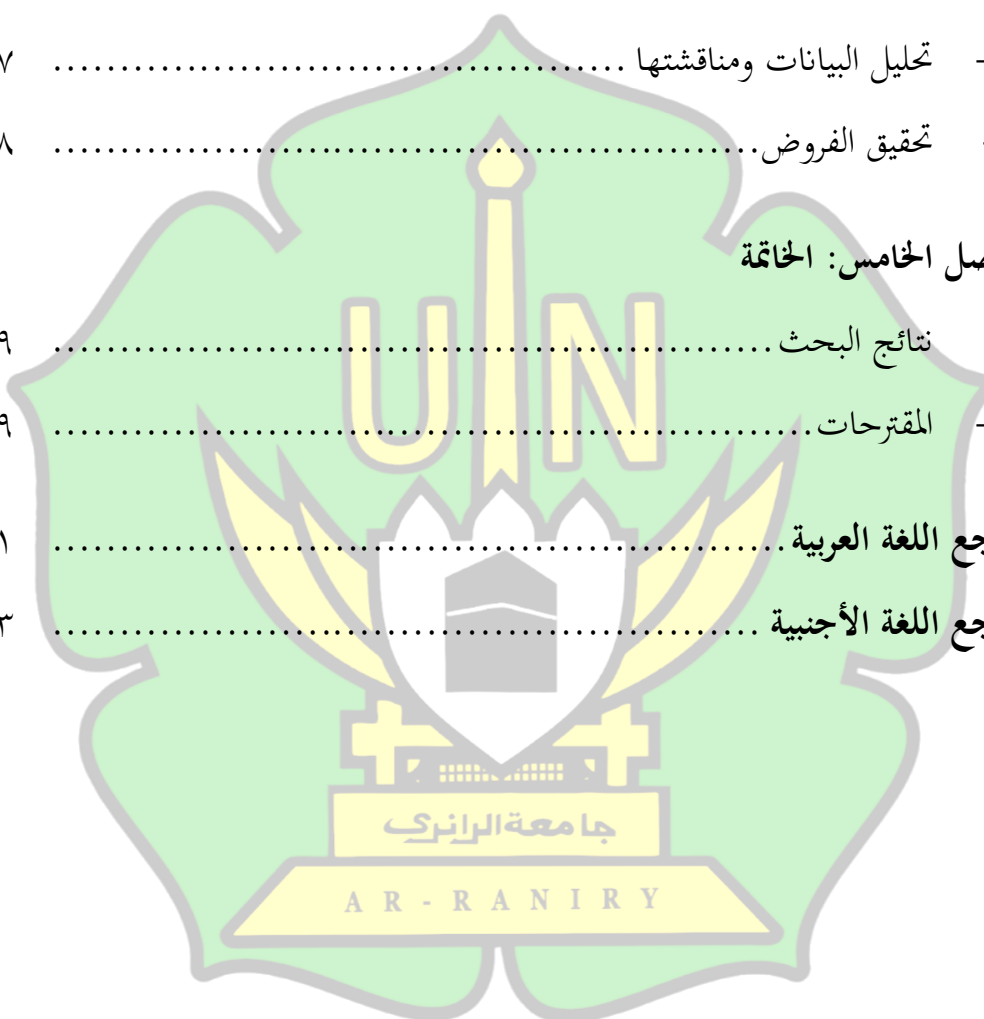 - تحليل البيانات ومناقشتها ............................................ ٧
- تحقيق الفروض .................................................... ٨
صل الخامس: الخاتمة
نتائج البحث ...................................................... ٩
- المقترحات ....................................................... ٩
جع اللغة العربية ...................................................... ١
جع اللغة الأجنبية .................................................... ٣
UIN
جامعة الرانري
AR-RANIRY